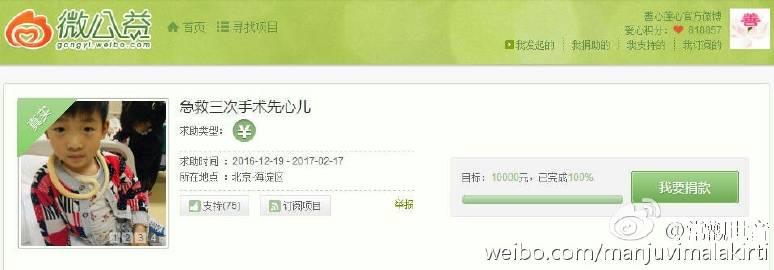 微公益
gongyi.weibo.com
首页 寻找项目
善心莲心官方微博
爱心积分: 818857
我发起的 我捐助的 我支持的 我订阅的
善
真实
急救三次手术先心儿
求助类型: ¥
求助时间 : 2016-12-19 - 2017-02-17
所在地点 : 北京·海淀区
支持(75) 订阅项目 举报
1 2 3 4
目标: 10000元, 已完成100%
我要捐款
weibo.com/manjuvimalakirti